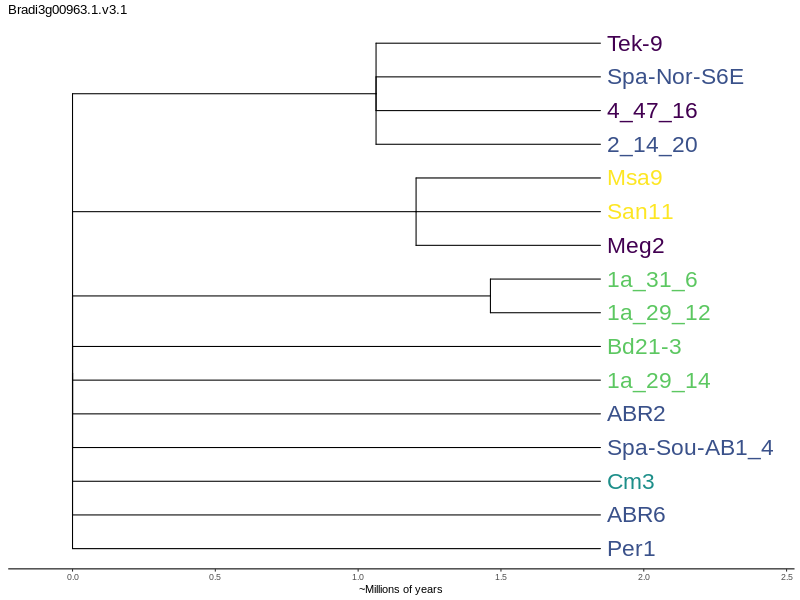 Bradi3g00963.1.v3.1
Tek-9
Spa-Nor-S6E
4_47_16
2_14_20
Msa9
San11
Meg2
1a_31_6
1a_29_12
Bd21-3
1a_29_14
ABR2
Spa-Sou-AB1_4
Cm3
ABR6
Per1
0.0 0.5 1.0 1.5 2.0 2.5
~Millions of years